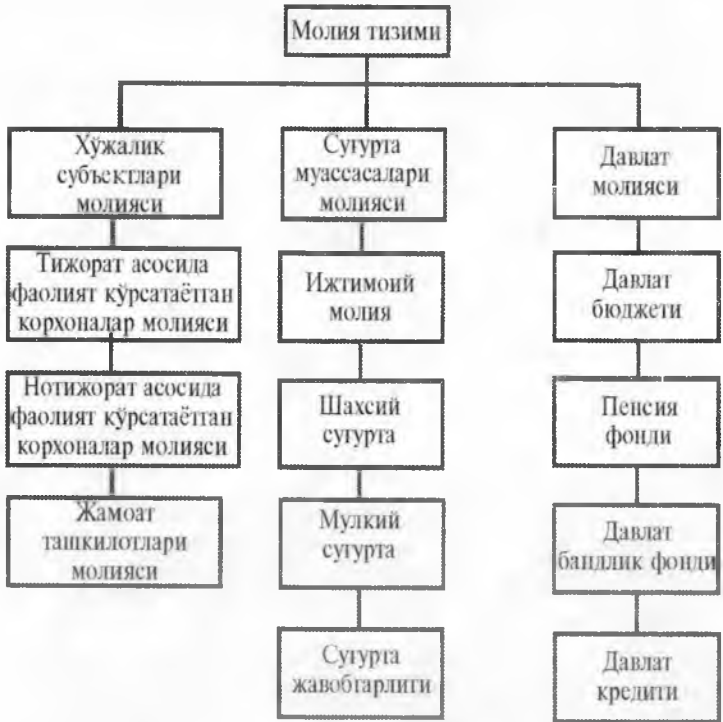 Молия тизими
Хўжалик
субъектлари
молияси
Тижорат асосида
фаолият кўрсатаётган
корхоналар молияси
Нотижорат асосида
фаолият кўрсатаётган
корхоналар молияси
Жамоат
ташкилотлари
молияси
Суғурта
муассасалари
молияси
Ижтимоий
молия
Шахсий
суғурта
Мулкий
суғурта
Суғурта
жавобгарлиги
Давлат
молияси
Давлат
бюджети
Пенсия
фонди
Давлат
бандлик фонди
Давлат
кредити